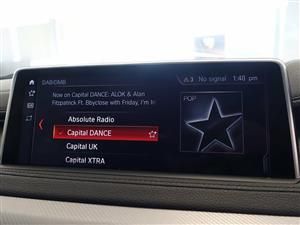 DAB/DMB
3 No signal 1:48 pm
Now on Capital DANCE: ALOK & Alan
Fitzpatrick Ft. Bbyclose with Friday, I'm In
POP
Absolute Radio
Capital DANCE
Capital UK
Capital XTRA